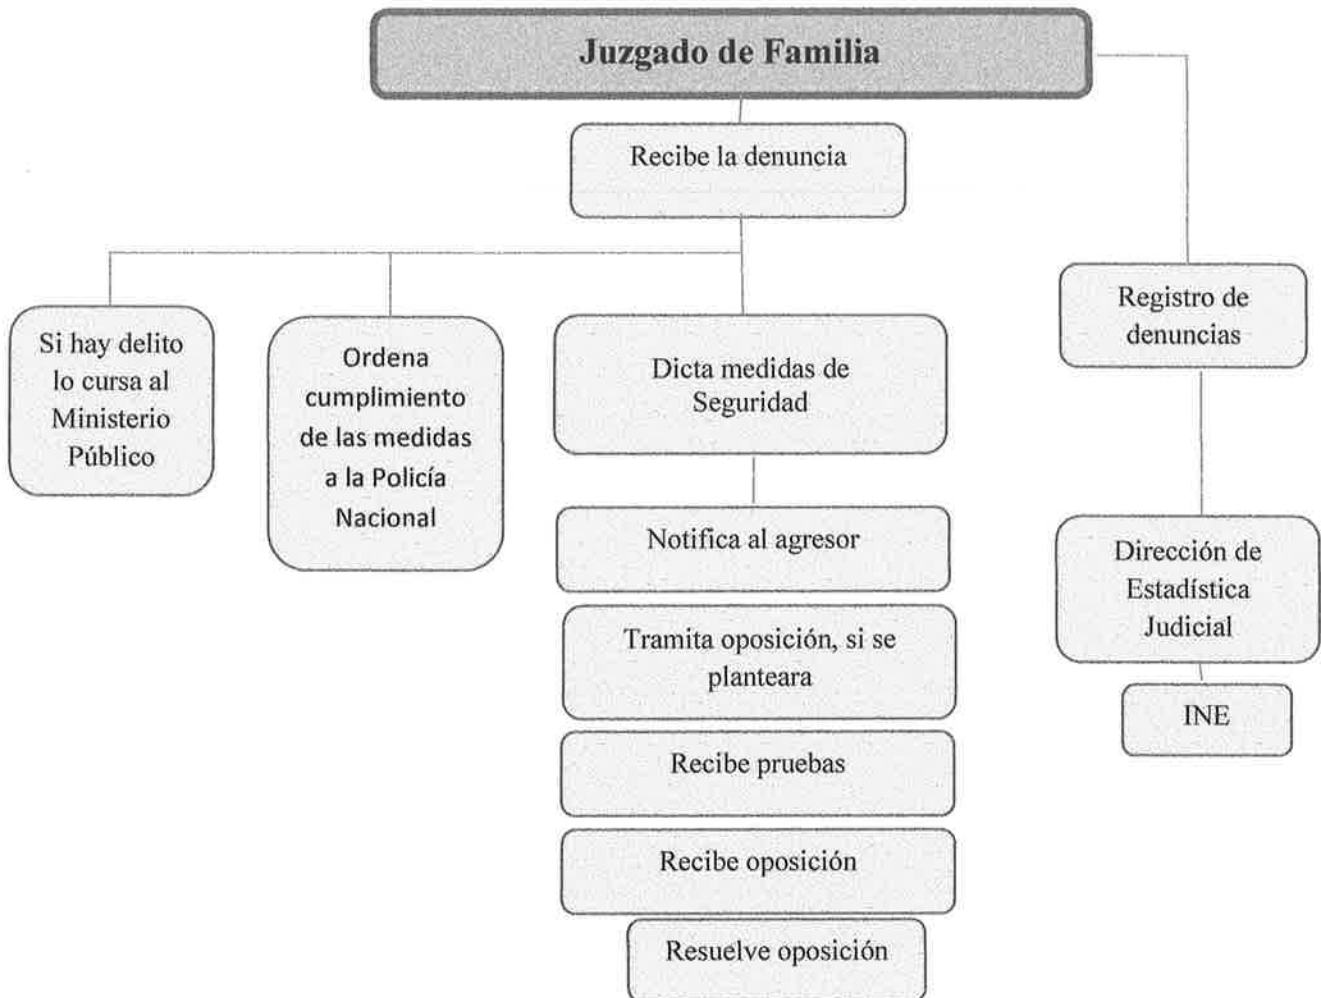 Juzgado de Familia
Recibe la denuncia
Si hay delito
lo cursa al
Ministerio
Público
Ordena
cumplimiento
de las medidas
a la Policía
Nacional
Dicta medidas de
Seguridad
Notifica al agresor
Tramita oposición, si se
planteara
Recibe pruebas
Recibe oposición
Resuelve oposición
Registro de
denuncias
Dirección de
Estadística
Judicial
INE